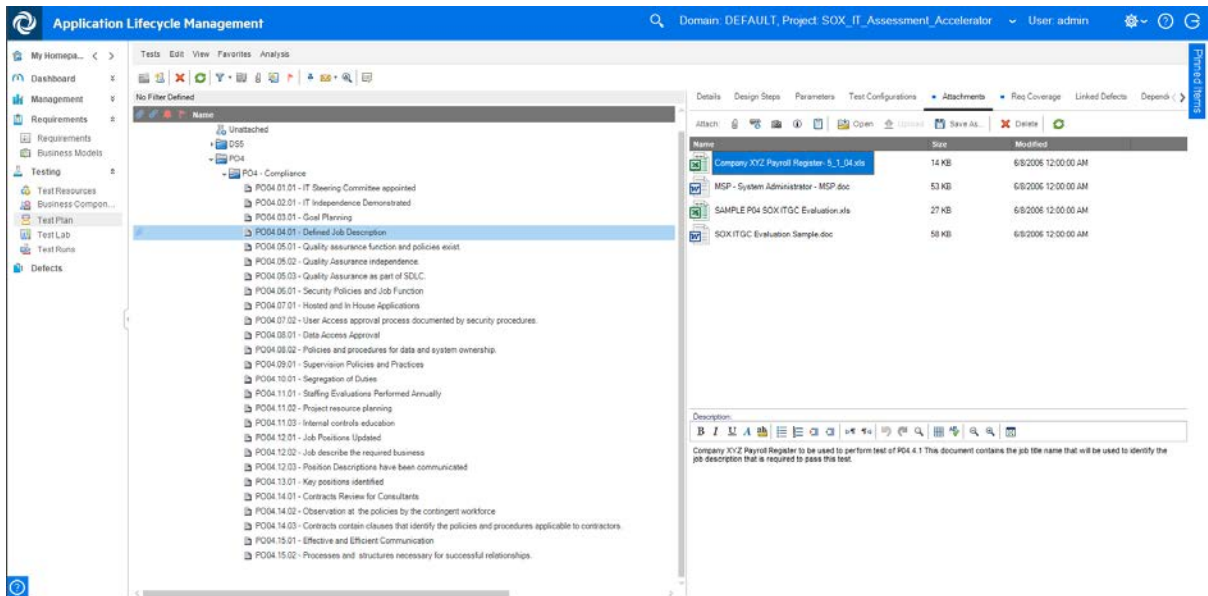 Application Lifecycle Management
Domain: DEFAULT, Project: SOX_IT_Assessment_Accelerator
User: admin
My Homepa...
Dashboard
Management
Requirements
Requirements
Business Models
Testing
Test Resources
Business Compon...
Test Plan
Test Lab
Test Runs
Defects
Tests Edit View Favorites Analysis
No Filter Defined
Name
Unattached
DS5
PO4
PO4 - Compliance
PO04.01.01 - IT Steering Committee appointed
PO04.02.01 - IT Independence Demonstrated
PO04.03.01 - Goal Planning
PO04.04.01 - Defined Job Description
PO04.05.01 - Quality assurance function and policies exist.
PO04.05.02 - Quality Assurance independence.
PO04.05.03 - Quality Assurance as part of SDLC.
PO04.06.01 - Security Policies and Job Function
PO04.07.01 - Hosted and In House Applications
PO04.07.02 - User Access approval process documented by security procedures.
PO04.08.01 - Data Access Approval
PO04.08.02 - Policies and procedures for data and system ownership.
PO04.09.01 - Supervision Policies and Practices
PO04.10.01 - Segregation of Duties
PO04.11.01 - Staffing Evaluations Performed Annually
PO04.11.02 - Project resource planning
PO04.11.03 - Internal controls education
PO04.12.01 - Job Positions Updated
PO04.12.02 - Job describe the required business
PO04.12.03 - Position Descriptions have been communicated
PO04.13.01 - Key positions identified
PO04.14.01 - Contracts Review for Consultants
PO04.14.02 - Observation at the policies by the contingent workforce
PO04.14.03 - Contracts contain clauses that identify the policies and procedures applicable to contractors.
PO04.15.01 - Effective and Efficient Communication
PO04.15.02 - Processes and structures necessary for successful relationships.
Details Design Steps Parameters Test Configurations Attachments Req Coverage Linked Defects Depend
Attach: Open Upload Save As... Delete
Name Size Modified
Company XYZ Payroll Register- 5_1_04.xls 14 KB 6/8/2006 12:00:00 AM
MSP - System Administrator - MSP.doc 53 KB 6/8/2006 12:00:00 AM
SAMPLE P04 SOX ITGC Evaluation.xls 27 KB 6/8/2006 12:00:00 AM
SOX ITGC Evaluation Sample.doc 58 KB 6/8/2006 12:00:00 AM
Description:
Company XYZ Payroll Register to be used to perform test of P04 4.1 This document contains the job title name that will be used to identify the
job description that is required to pass this test.
Pinned Items